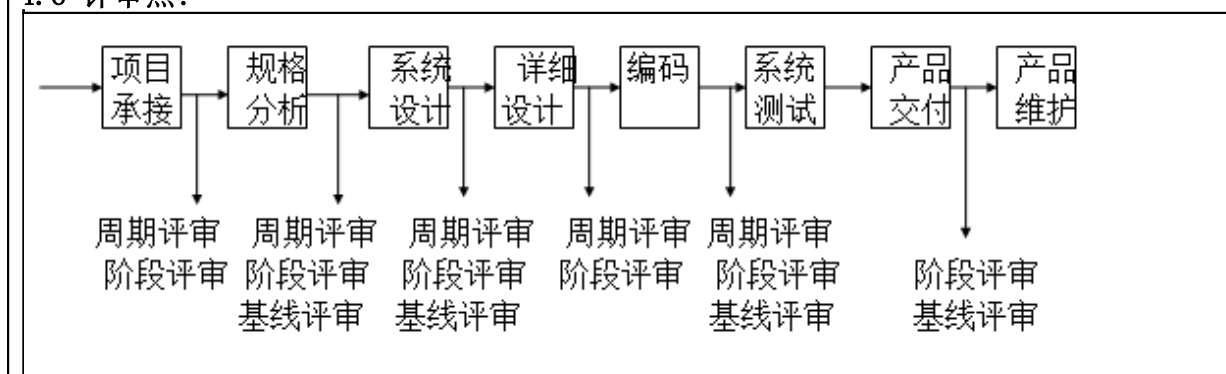 评审点:
项目 规格 系统 详细 编码 系统 产品 产品
承接 分析 设计 设计 测试 交付 维护
周期评审 周期评审 周期评审 周期评审 周期评审
阶段评审 阶段评审 阶段评审 阶段评审 阶段评审 阶段评审
基线评审 基线评审 基线评审 基线评审